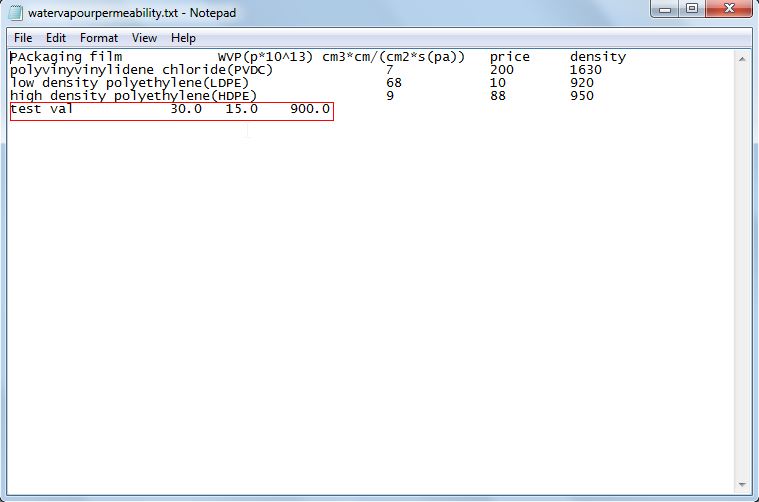 watervapourpermeability.txt - Notepad
File Edit Format View Help
PAckaging film WVP(p*10^13) cm3*cm/(cm2*s(pa)) price density
polyvinyvinylidene chloride(PVDC) 7 200 1630
low density polyethylene(LDPE) 68 10 920
high density polyethylene(HDPE) 9 88 950
test val 30.0 15.0 900.0